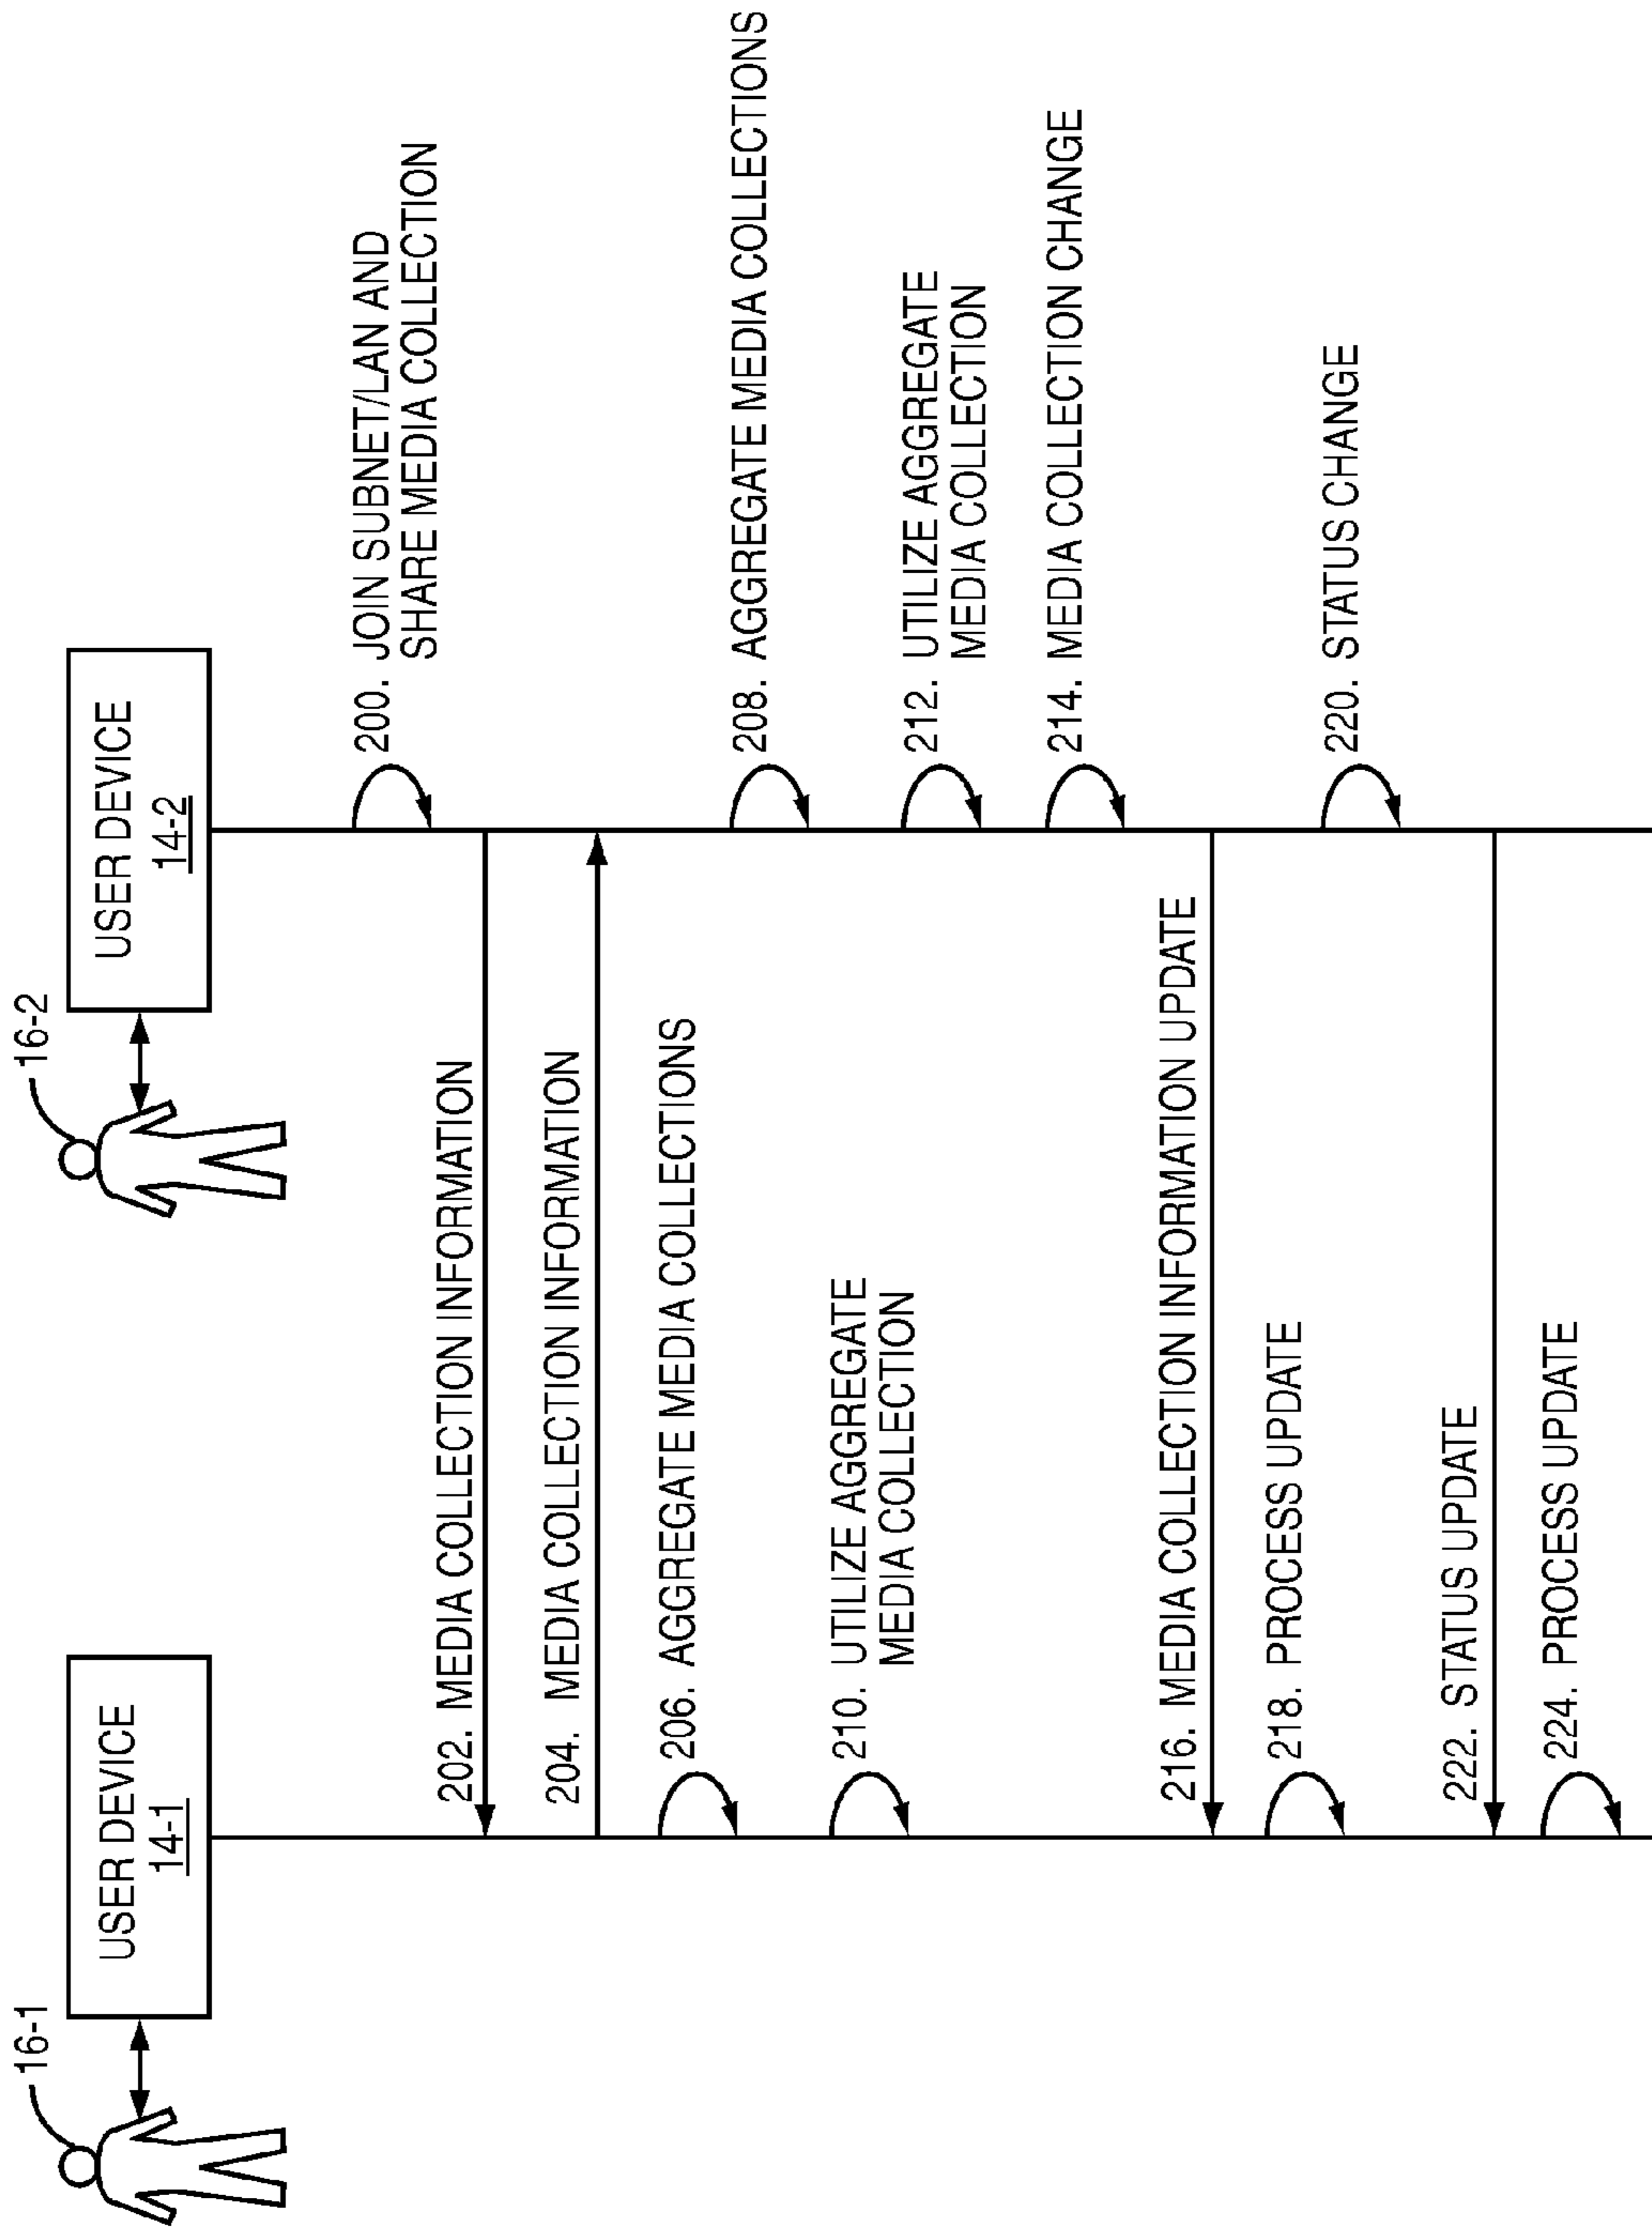 16-1
16-2
USER DEVICE
14-1
USER DEVICE
14-2
200. JOIN SUBNET/LAN AND
SHARE MEDIA COLLECTION
202. MEDIA COLLECTION INFORMATION
204. MEDIA COLLECTION INFORMATION
206. AGGREGATE MEDIA COLLECTIONS
208. AGGREGATE MEDIA COLLECTIONS
210. UTILIZE AGGREGATE
MEDIA COLLECTION
212. UTILIZE AGGREGATE
MEDIA COLLECTION
214. MEDIA COLLECTION CHANGE
216. MEDIA COLLECTION INFORMATION UPDATE
218. PROCESS UPDATE
220. STATUS CHANGE
222. STATUS UPDATE
224. PROCESS UPDATE